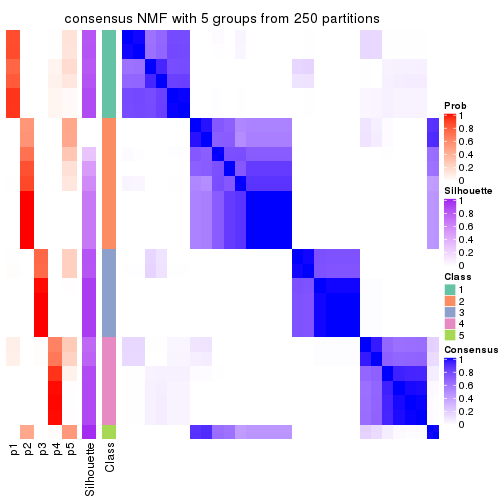 consensus NMF with 5 groups from 250 partitions
Prob
1
0.8
0.6
0.4
0.2
0
Silhouette
1
0.8
0.6
0.4
0.2
0
Class
1
2
3
4
5
Consensus
1
0.8
0.6
0.4
0.2
0
p1
p2
p3
p4
p5
Silhouette
Class